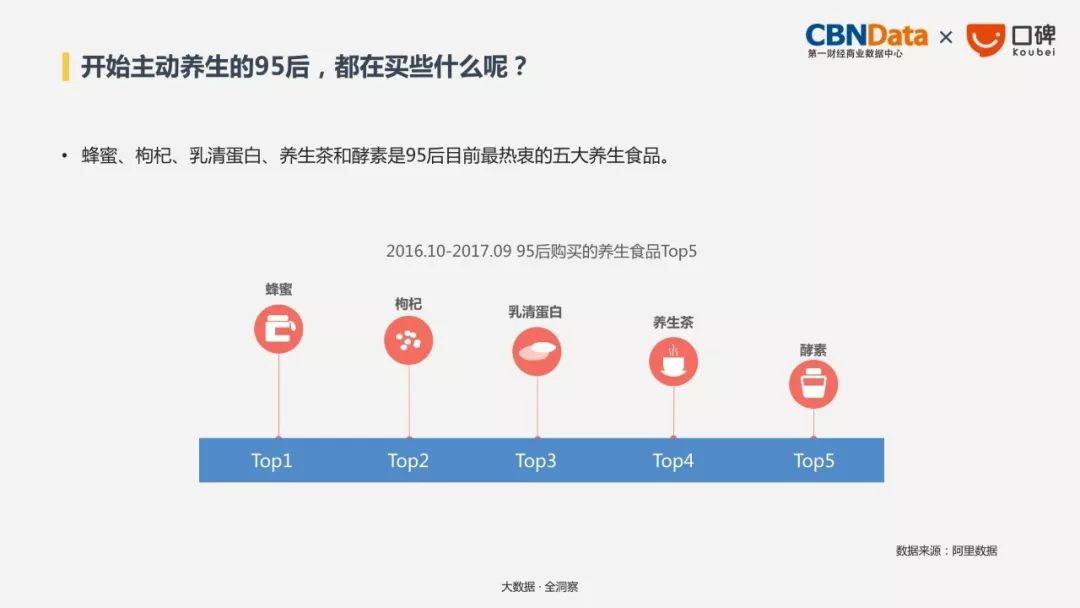 CBNData × 口碑
第一财经商业数据中心 Koubei
开始主动养生的95后，都在买些什么呢？
• 蜂蜜、枸杞、乳清蛋白、养生茶和酵素是95后目前最热衷的五大养生食品。
2016.10-2017.09 95后购买的养生食品Top5
蜂蜜
枸杞
乳清蛋白
养生茶
酵素
Top1 Top2 Top3 Top4 Top5
数据来源：阿里数据
大数据·全洞察